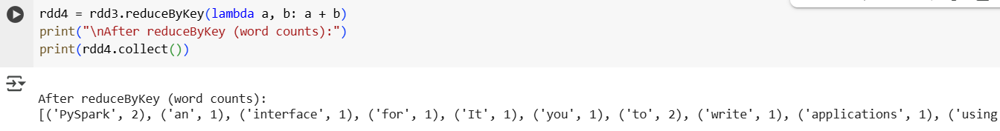 rdd4 = rdd3.reduceByKey(lambda a, b: a + b)
print("\nAfter reduceByKey (word counts):")
print(rdd4.collect())
After reduceByKey (word counts):
[('PySpark', 2), ('an', 1), ('interface', 1), ('for', 1), ('It', 1), ('you', 1), ('to', 2), ('write', 1), ('applications', 1), ('using